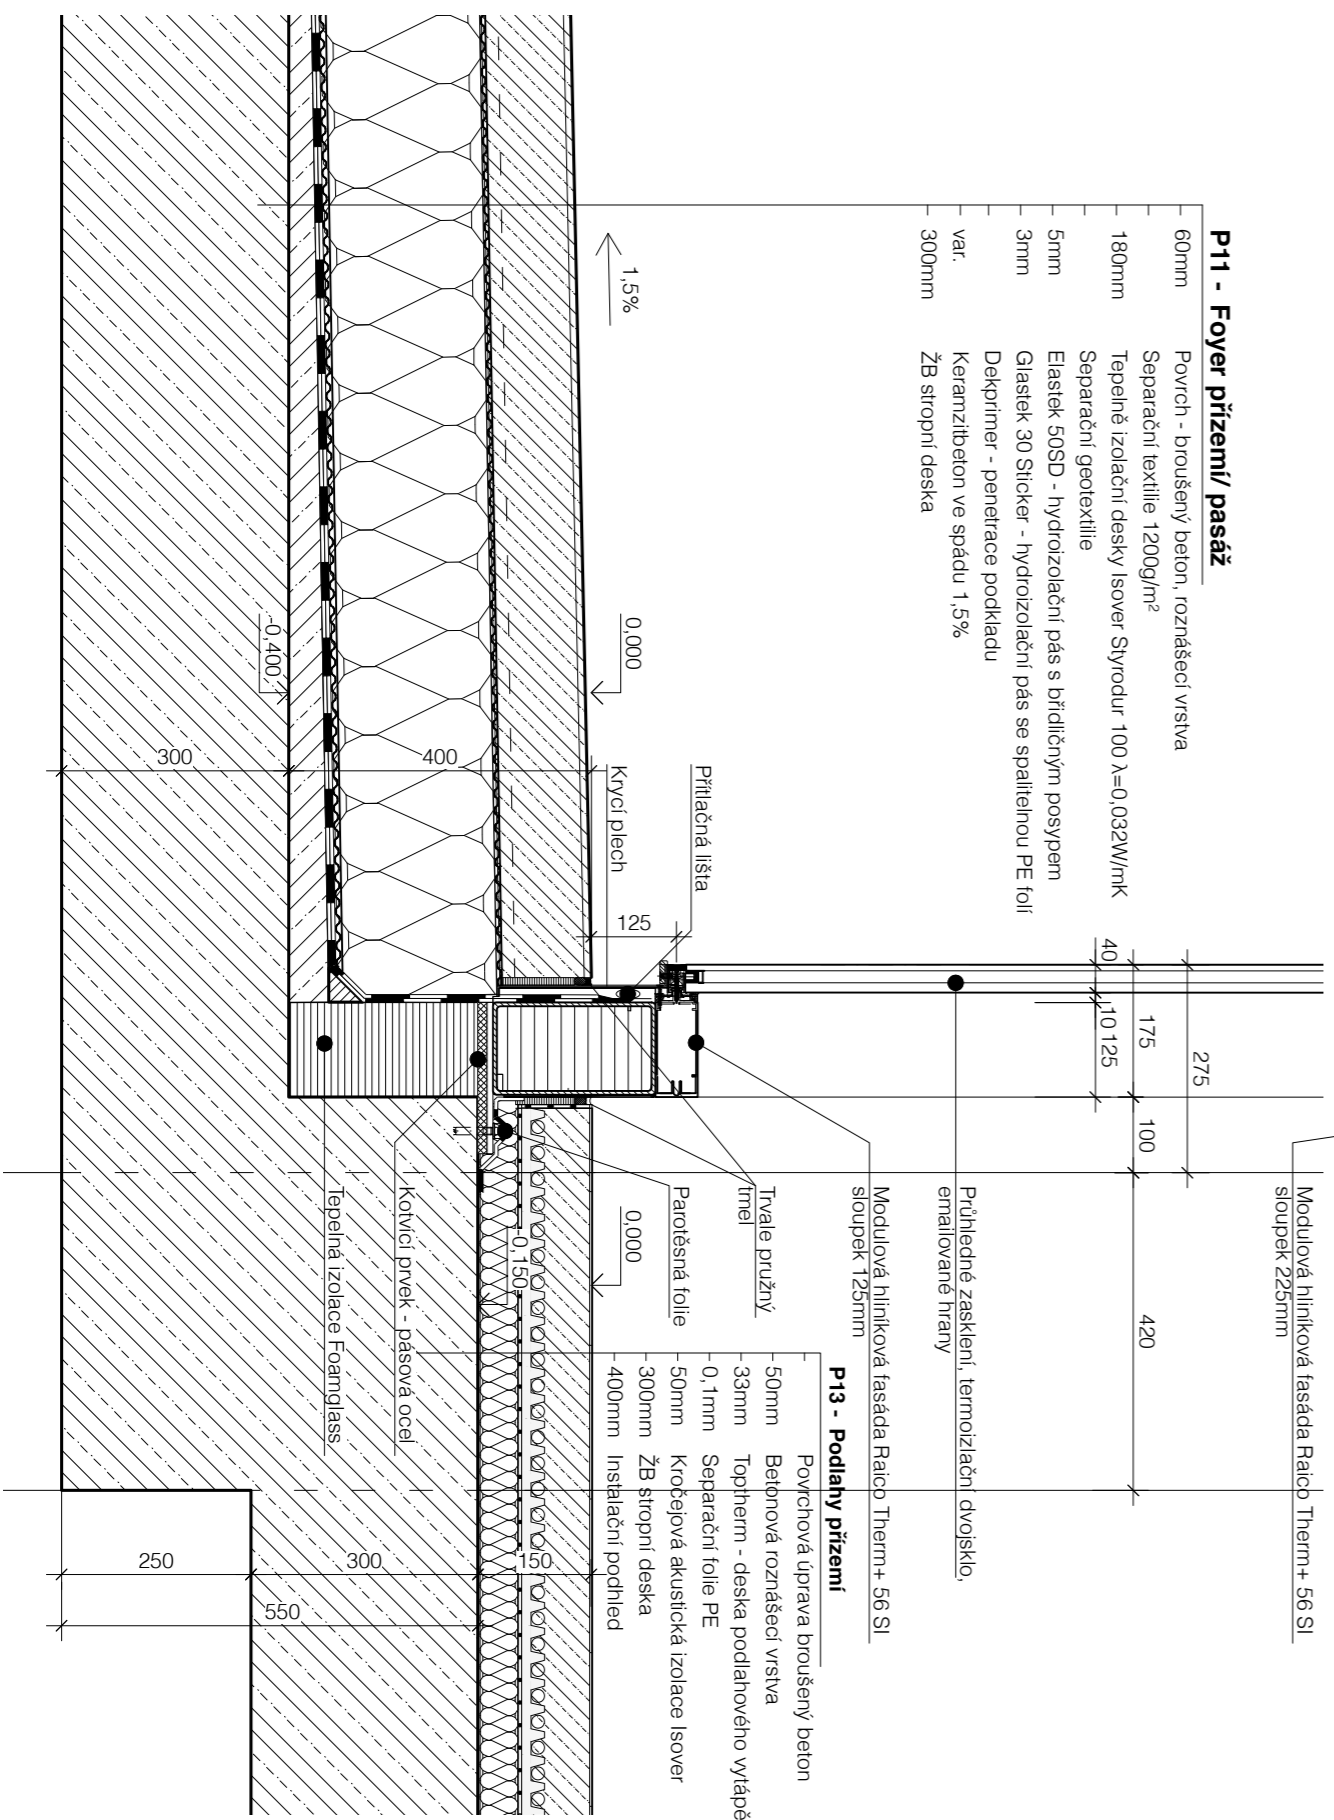 P11 - Foyer přízemí/ pasáž
60mm Povrch - broušený beton, roznášecí vrstva
Separační textilie 1200g/m²
180mm Tepelně izolační desky Isover Styrodur 100 λ=0,032W/mK
Separační geotextilie
5mm Elastek 50SD - hydroizolační pás s břidličným posypem
3mm Glastek 30 Sticker - hydroizolační pás se spalitelnou PE folí
Dekprimer - penetrace podkladu
var. Keramzitbeton ve spádu 1,5%
300mm ŽB stropní deska
1,5%
0,000
-0,400
300
400
Přítlačná lišta
Krycí plech
125
40
10
125
175
275
100
420
Modulová hliníková fasáda Raico Therm+ 56 SI
sloupek 225mm
Průhledné zasklení, termoizlační dvojsklo,
emailované hrany
Modulová hliníková fasáda Raico Therm+ 56 SI
sloupek 125mm
Trvale pružný
tmel
Parotěsná folie
0,000
-0,150
Kotvící prvek - pásová ocel
Tepelná izolace Foamglass
P13 - Podlahy přízemí
Povrchová úprava broušený beton
50mm Betonová roznášecí vrstva
33mm Toptherm - deska podlahového vytápě
0,1mm Separační folie PE
50mm Kročejová akustická izolace Isover
300mm ŽB stropní deska
400mm Instalační podhled
250
300
150
550